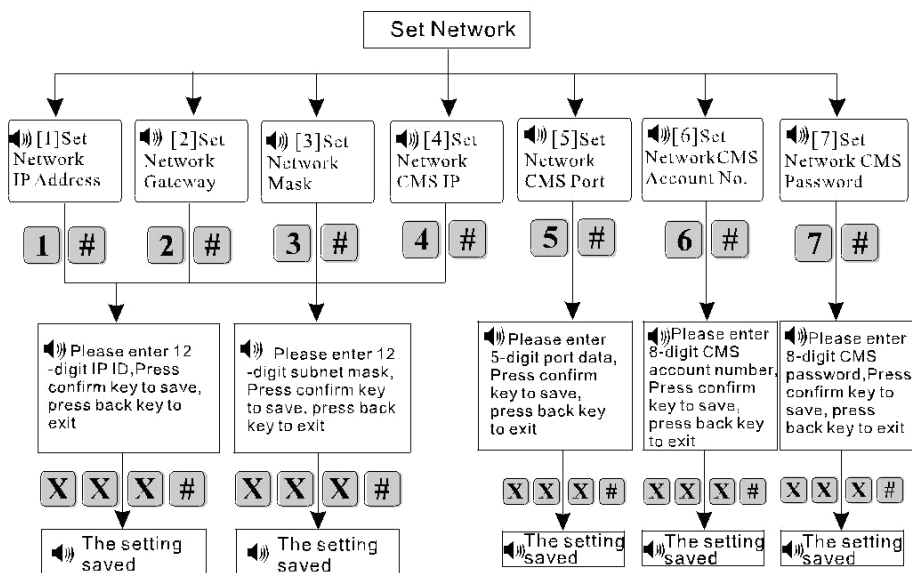 Set Network
[1]Set
Network
IP Address
[2]Set
Network
Gateway
[3]Set
Network
Mask
[4]Set
Network
CMS IP
[5]Set
Network
CMS Port
[6]Set
NetworkCMS
Account No.
[7]Set
Network CMS
Password
1 #
2 #
3 #
4 #
5 #
6 #
7 #
Please enter 12
-digit IP ID,Press
confirm key to save,
press back key to
exit
Please enter 12
-digit subnet mask,
Press confirm key
to save, press back
key to exit
Please enter
5-digit port data,
Press confirm
key to save,
press back key
to exit
Please enter
8-digit CMS
account number,
Press confirm
key to save,
press back key
to exit
Please enter
8-digit CMS
password,Press
confirm key to
save, press
back key to exit
X X X #
X X X #
X X X #
X X X #
X X X #
The setting
saved
The setting
saved
The setting
saved
The setting
saved
The setting
saved